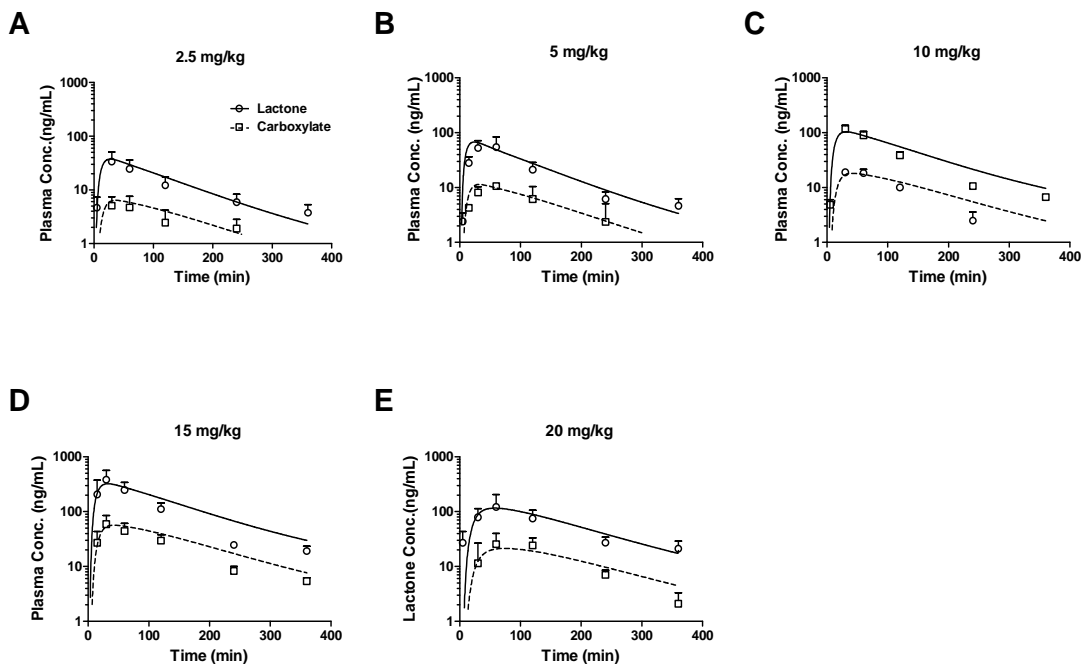 A
2.5 mg/kg
Plasma Conc.(ng/mL)
1000
100
10
1
0 100 200 300 400
Time (min)
Lactone
Carboxylate
B
5 mg/kg
Plasma Conc. (ng/mL)
1000
100
10
1
0 100 200 300 400
Time (min)
C
10 mg/kg
Plasma Conc. (ng/mL)
1000
100
10
1
0 100 200 300 400
Time (min)
D
15 mg/kg
Plasma Conc. (ng/mL)
1000
100
10
1
0 100 200 300 400
Time (min)
E
20 mg/kg
Lactone Conc. (ng/mL)
1000
100
10
1
0 100 200 300 400
Time (min)